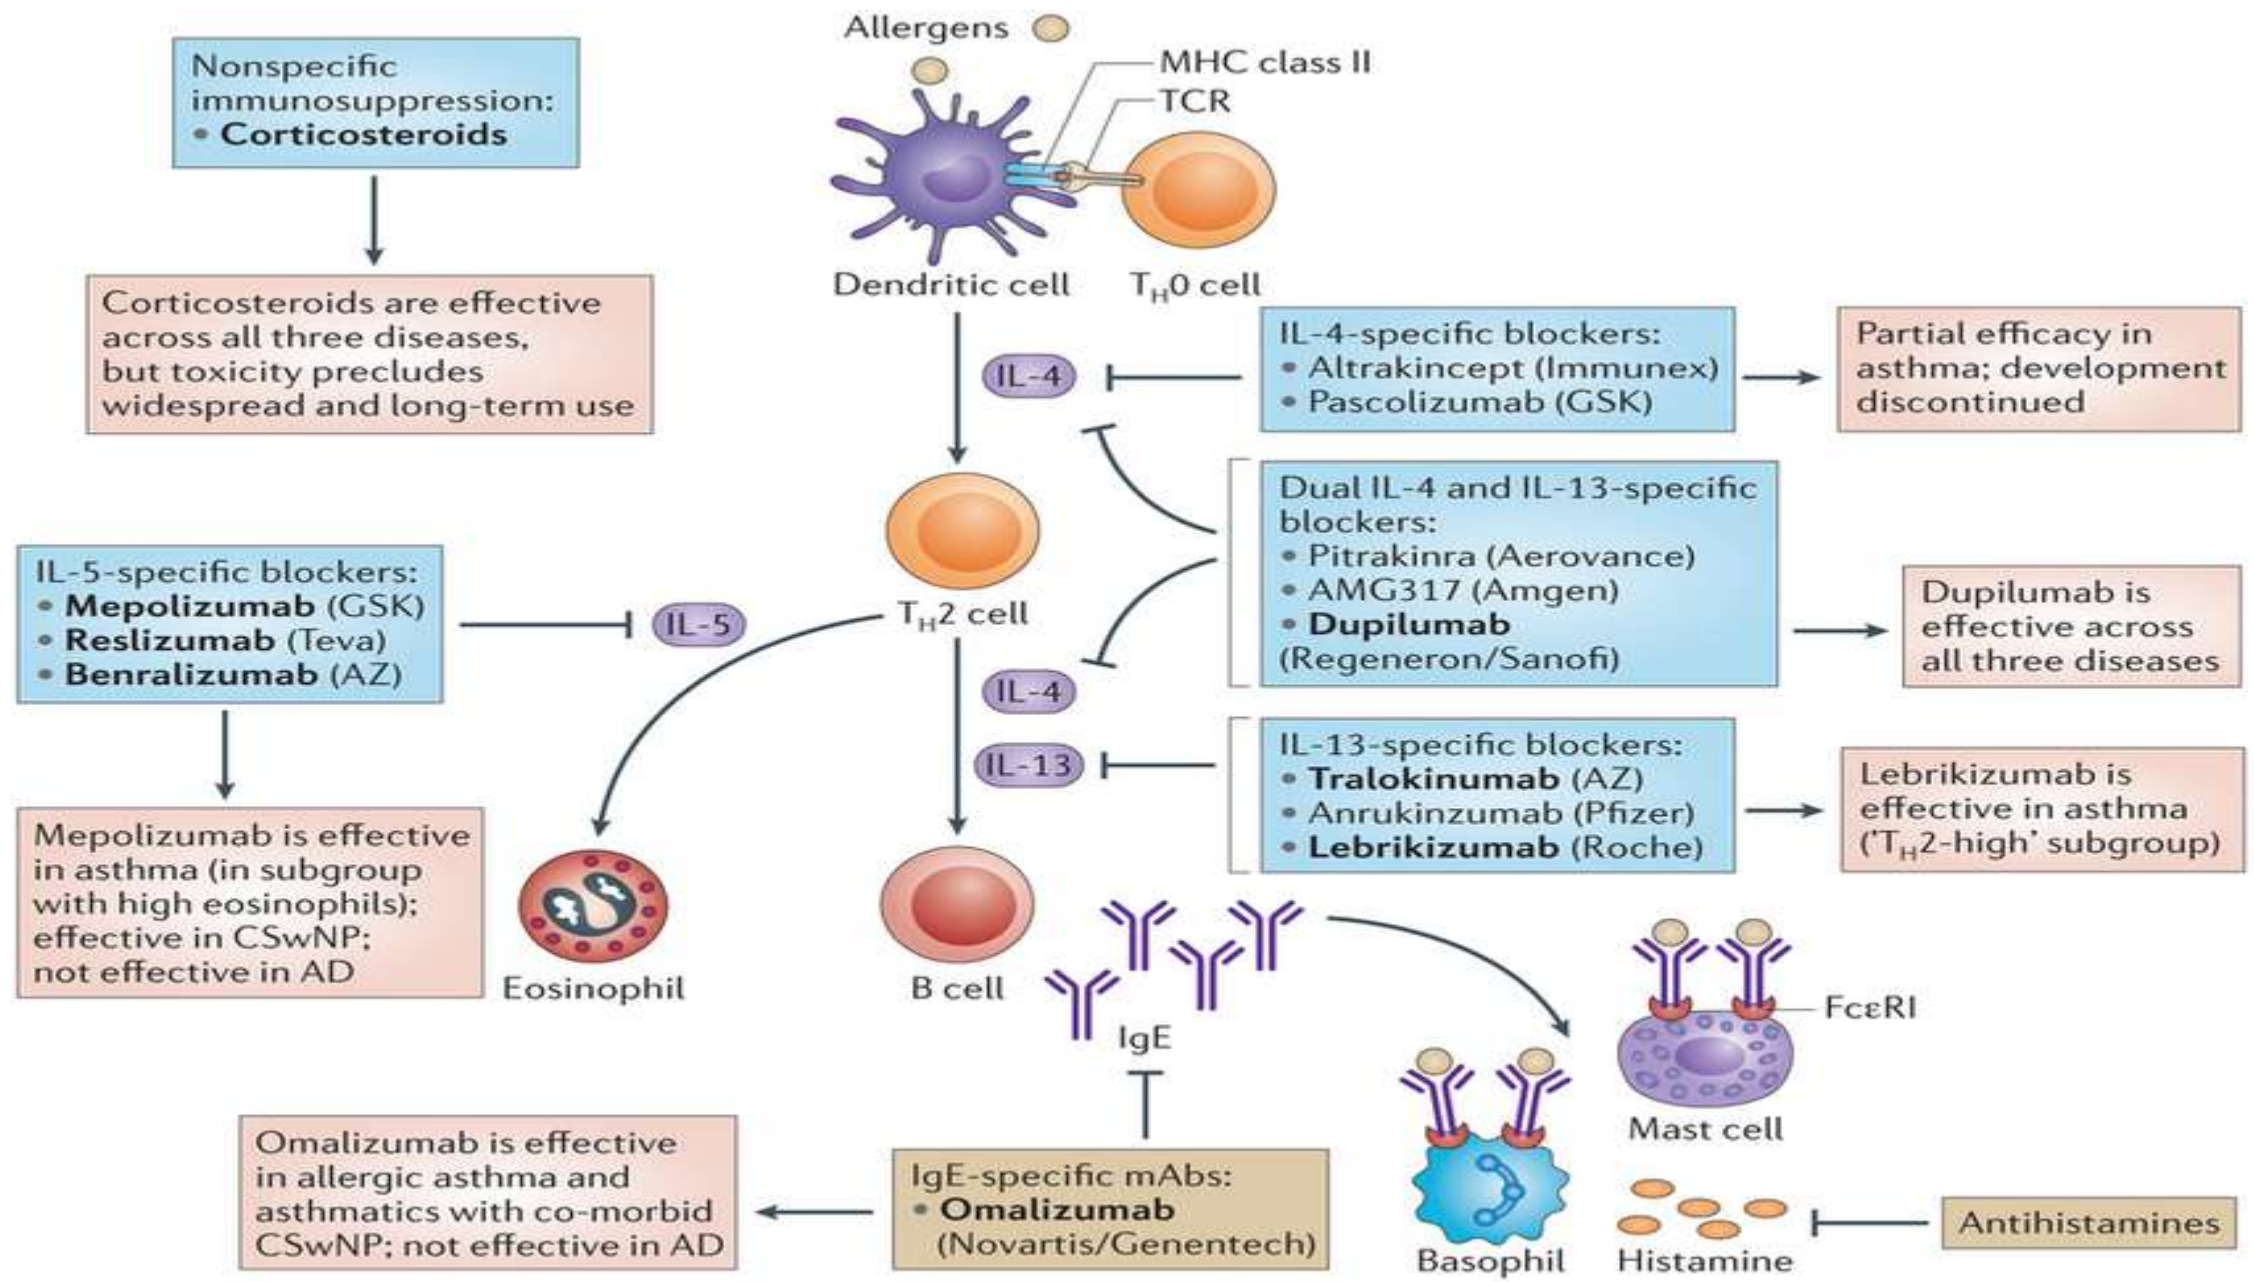 Allergens
MHC class II
TCR
Nonspecific
immunosuppression:
• Corticosteroids
Corticosteroids are effective
across all three diseases,
but toxicity precludes
widespread and long-term use
Dendritic cell
TH0 cell
IL-4
IL-4-specific blockers:
• Altrakincept (Immunex)
• Pascolizumab (GSK)
Partial efficacy in
asthma; development
discontinued
Dual IL-4 and IL-13-specific
blockers:
• Pitrakinra (Aerovance)
• AMG317 (Amgen)
• Dupilumab
(Regeneron/Sanofi)
Dupilumab is
effective across
all three diseases
IL-5-specific blockers:
• Mepolizumab (GSK)
• Reslizumab (Teva)
• Benralizumab (AZ)
IL-5
TH2 cell
IL-4
IL-13
IL-13-specific blockers:
• Tralokinumab (AZ)
• Anrukinzumab (Pfizer)
• Lebrikizumab (Roche)
Lebrikizumab is
effective in asthma
('TH2-high' subgroup)
Mepolizumab is effective
in asthma (in subgroup
with high eosinophils);
effective in CSwNP;
not effective in AD
Eosinophil
B cell
IgE
FcεRI
Mast cell
Omalizumab is effective
in allergic asthma and
asthmatics with co-morbid
CSwNP; not effective in AD
IgE-specific mAbs:
• Omalizumab
(Novartis/Genentech)
Basophil
Histamine
Antihistamines